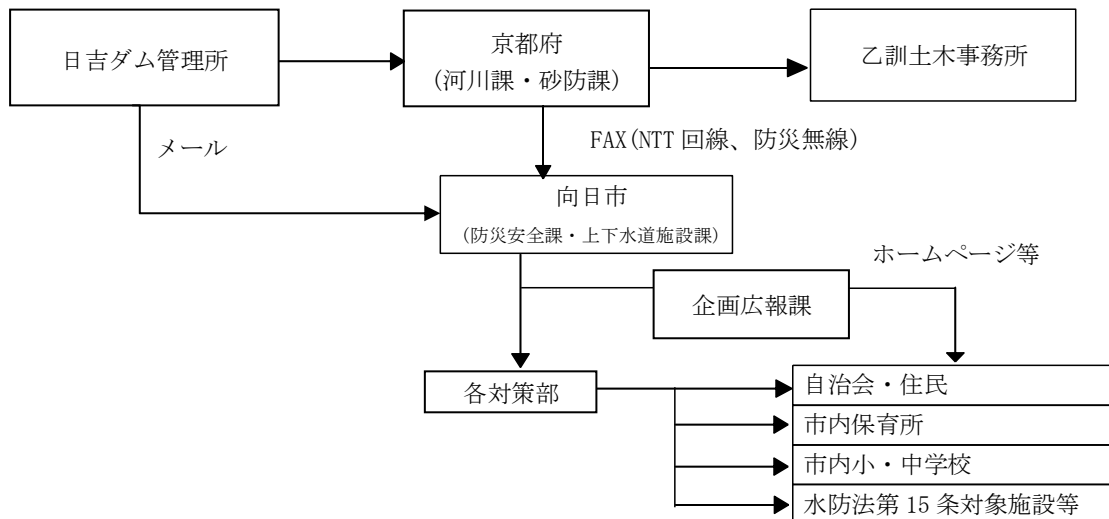 日吉ダム管理所
京都府
(河川課・砂防課)
乙訓土木事務所
メール
FAX(NTT 回線、防災無線)
向日市
(防災安全課・上下水道施設課)
ホームページ等
企画広報課
各対策部
自治会・住民
市内保育所
市内小・中学校
水防法第 15 条対象施設等